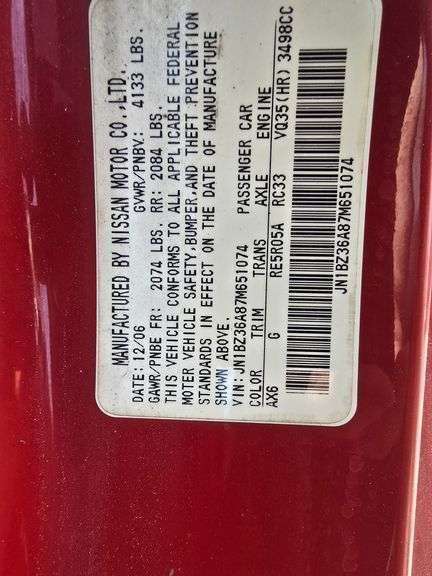 MANUFACTURED BY NISSAN MOTOR CO.,LTD.
DATE: 12/06 GVWR/PNBV: 4133 LBS.
GAWR/PNBE FR: 2074 LBS. RR: 2084 LBS.
THIS VEHICLE CONFORMS TO ALL APPLICABLE FEDERAL
MOTOR VEHICLE SAFETY,BUMPER,AND THEFT PREVENTION
STANDARDS IN EFFECT ON THE DATE OF MANUFACTURE
SHOWN ABOVE.
VIN: JN1BZ36A87M651074 PASSENGER CAR
COLOR TRIM TRANS AXLE ENGINE
AX6 G RE5R05A RC33 VQ35(HR) 3498CC
JN1BZ36A87M651074